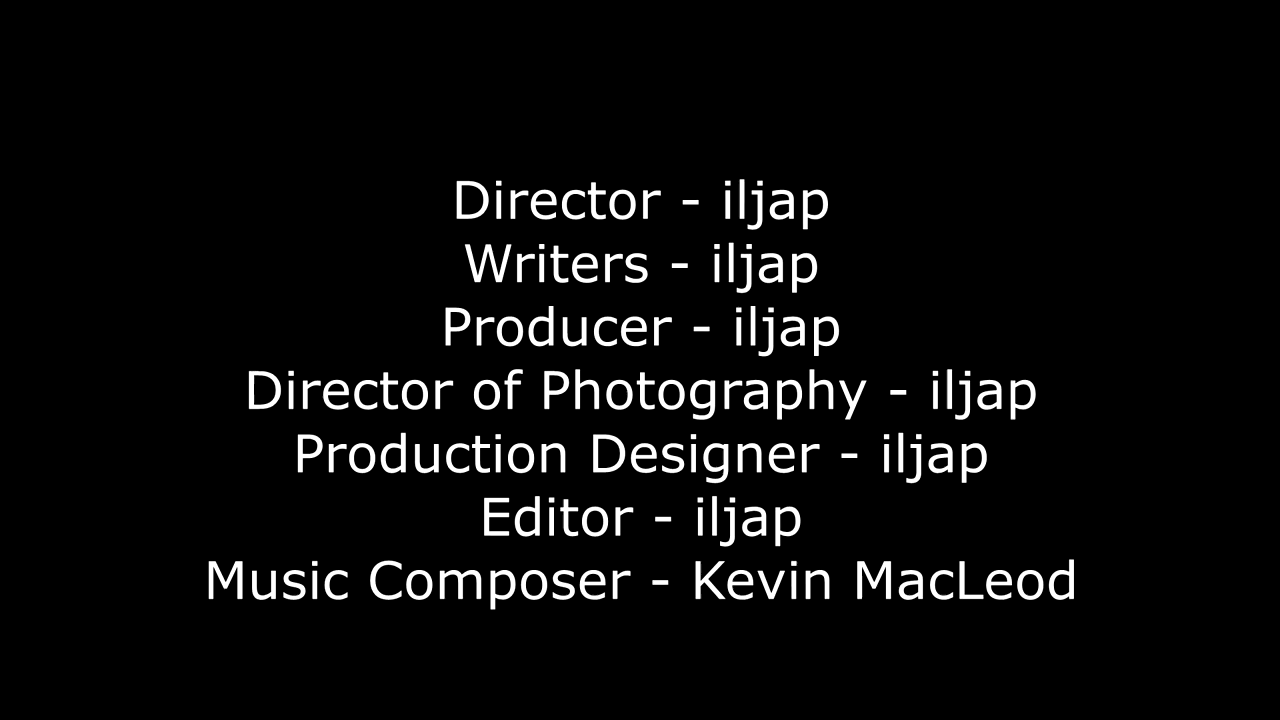 Director - iljap
Writers - iljap
Producer - iljap
Director of Photography - iljap
Production Designer - iljap
Editor - iljap
Music Composer - Kevin MacLeod